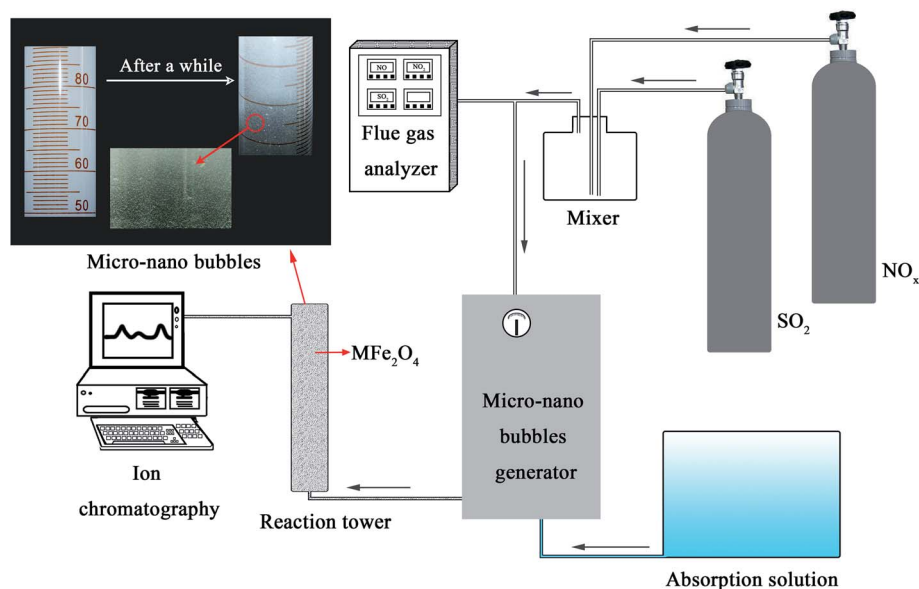 After a while
80
70
60
50
Micro-nano bubbles
NO
NO₂
SO₂
Flue gas
analyzer
Mixer
NOₓ
SO₂
MFe₂O₄
Micro-nano
bubbles
generator
Ion
chromatography
Reaction tower
Absorption solution